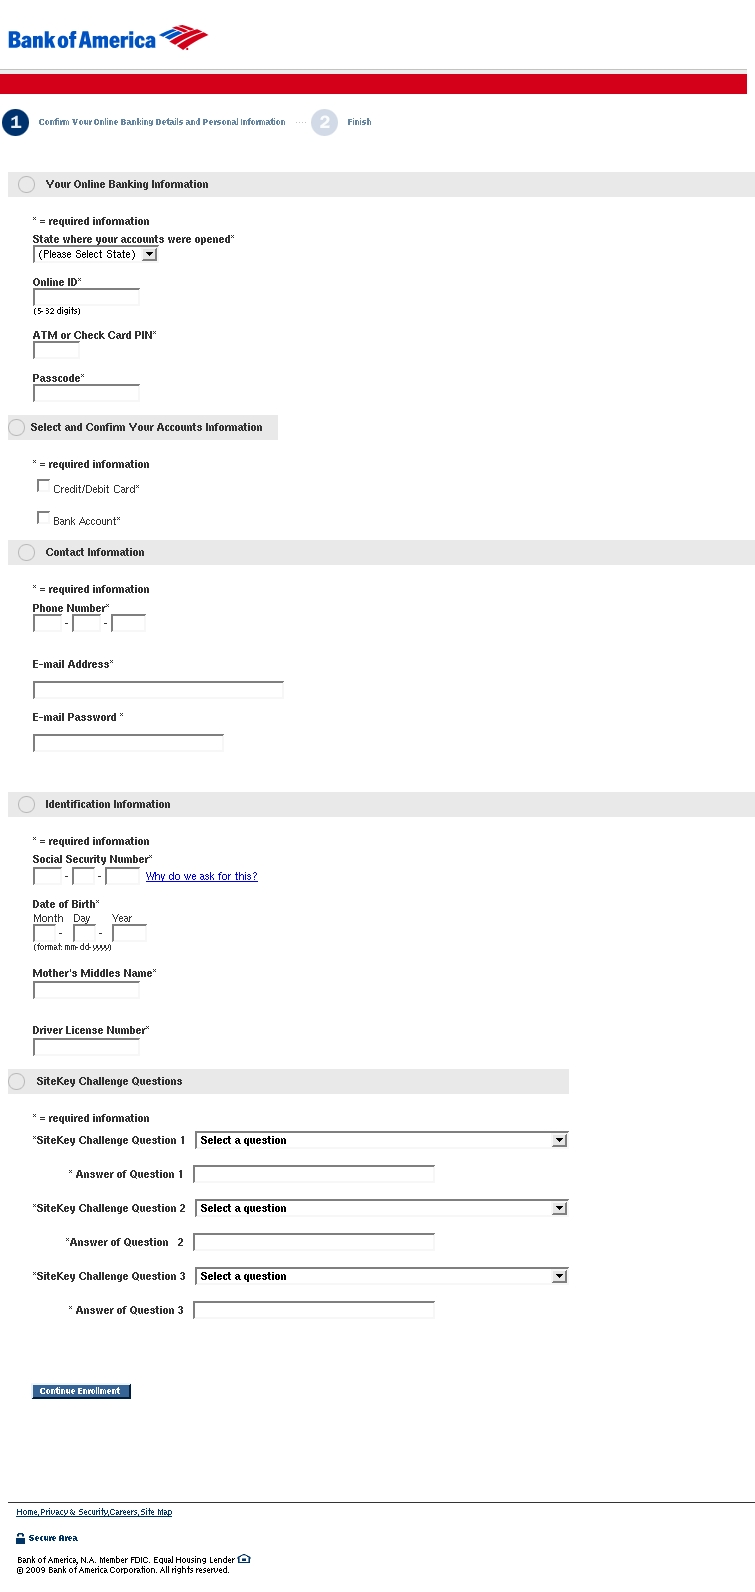 Bank of America
1 Confirm Your Online Banking Details and Personal Information ···· 2 Finish
Your Online Banking Information
* = required information
State where your accounts were opened*
(Please Select State)
Online ID*
(5-32 digits)
ATM or Check Card PIN*
Passcode*
Select and Confirm Your Accounts Information
* = required information
Credit/Debit Card*
Bank Account*
Contact Information
* = required information
Phone Number*
- -
E-mail Address*
E-mail Password *
Identification Information
* = required information
Social Security Number*
- - Why do we ask for this?
Date of Birth*
Month Day Year
- -
(format: mm-dd-yyyy)
Mother's Middles Name*
Driver License Number*
SiteKey Challenge Questions
* = required information
*SiteKey Challenge Question 1 Select a question
* Answer of Question 1
*SiteKey Challenge Question 2 Select a question
*Answer of Question 2
*SiteKey Challenge Question 3 Select a question
* Answer of Question 3
Continue Enrollment
Home, Privacy & Security, Careers, Site Map
Secure Area
Bank of America, N.A. Member FDIC. Equal Housing Lender
© 2009 Bank of America Corporation. All rights reserved.